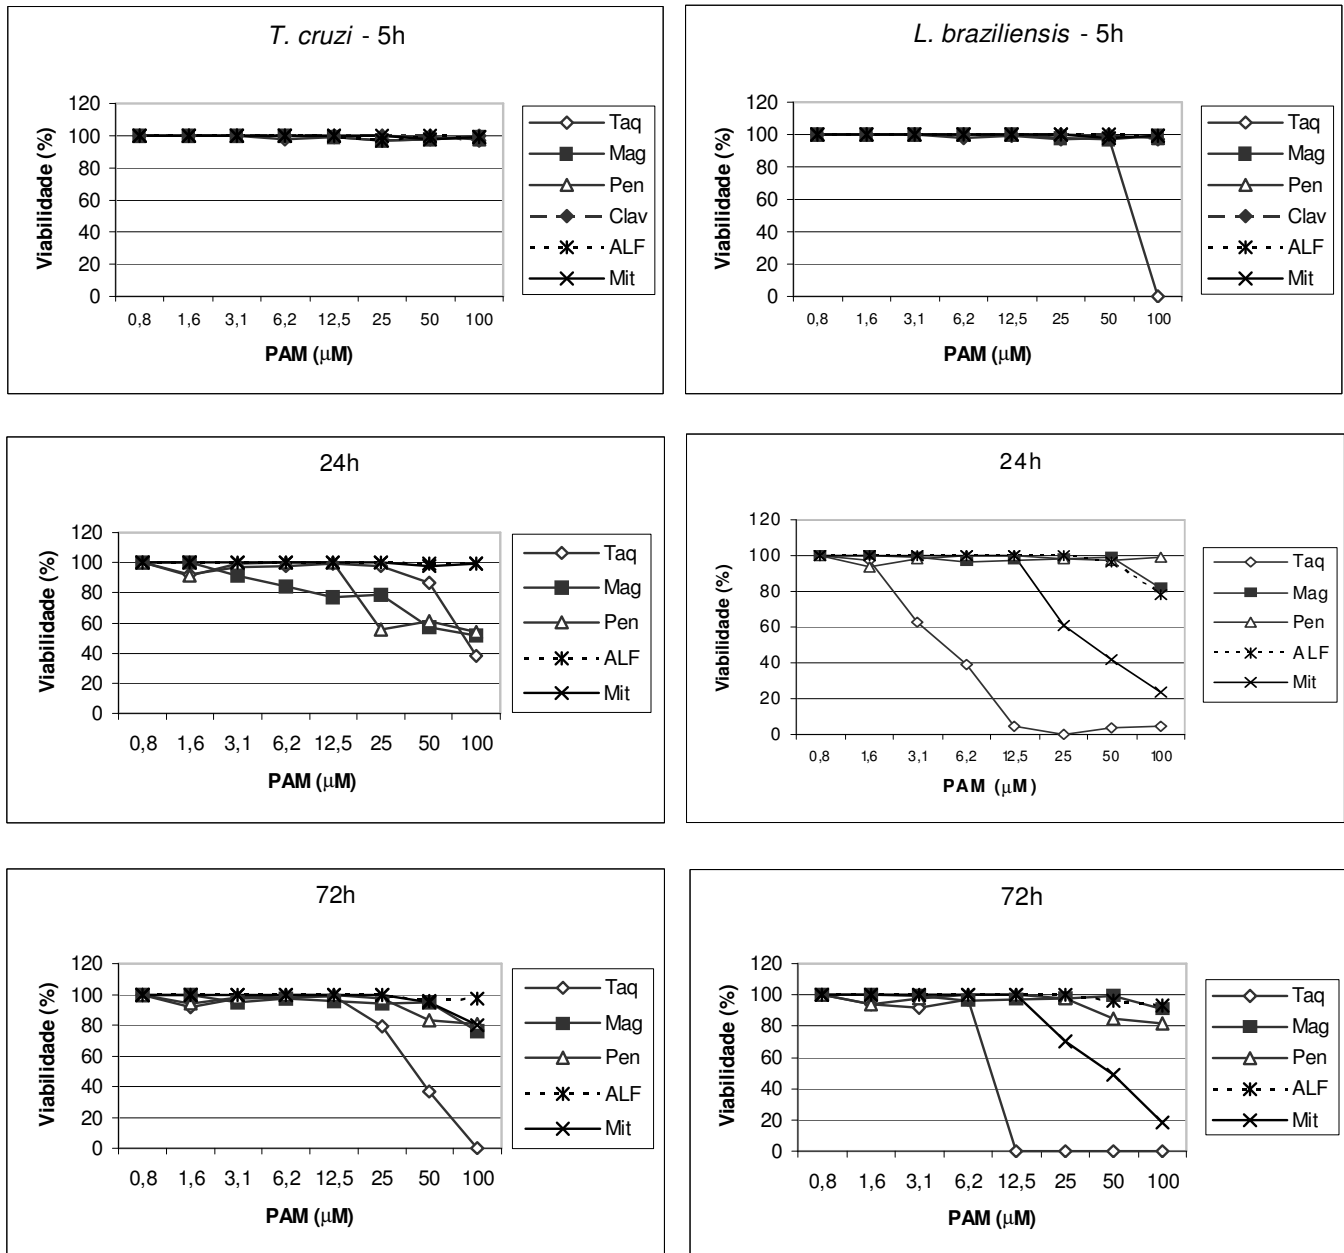 T. cruzi - 5h
Viabilidade (%)
120
100
80
60
40
20
0
0,8 1,6 3,1 6,2 12,5 25 50 100
PAM (µM)
Taq
Mag
Pen
Clav
ALF
Mit
L. braziliensis - 5h
Viabilidade (%)
120
100
80
60
40
20
0
0,8 1,6 3,1 6,2 12,5 25 50 100
PAM (µM)
Taq
Mag
Pen
Clav
ALF
Mit
24h
Viabilidade (%)
120
100
80
60
40
20
0
0,8 1,6 3,1 6,2 12,5 25 50 100
PAM (µM)
Taq
Mag
Pen
ALF
Mit
24h
Viabilidade (%)
120
100
80
60
40
20
0
0,8 1,6 3,1 6,2 12,5 25 50 100
PAM (µM)
Taq
Mag
Pen
ALF
Mit
72h
Viabilidade (%)
120
100
80
60
40
20
0
0,8 1,6 3,1 6,2 12,5 25 50 100
PAM (µM)
Taq
Mag
Pen
ALF
Mit
72h
Viabilidade (%)
120
100
80
60
40
20
0
0,8 1,6 3,1 6,2 12,5 25 50 100
PAM (µM)
Taq
Mag
Pen
ALF
Mit